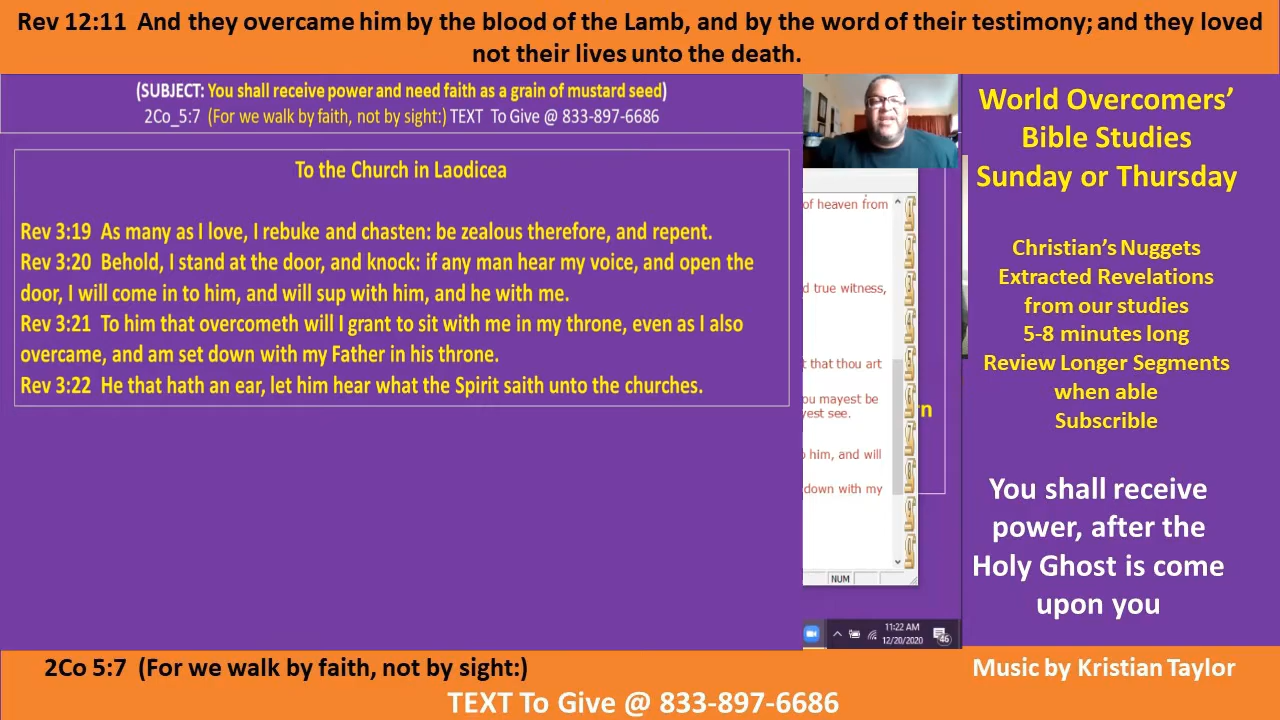 Rev 12:11 And they overcame him by the blood of the Lamb, and by the word of their testimony; and they loved
not their lives unto the death.
(SUBJECT: You shall receive power and need faith as a grain of mustard seed)
2Co_5:7 (For we walk by faith, not by sight:) TEXT To Give @ 833-897-6686
To the Church in Laodicea
Rev 3:19 As many as I love, I rebuke and chasten: be zealous therefore, and repent.
Rev 3:20 Behold, I stand at the door, and knock: if any man hear my voice, and open the
door, I will come in to him, and will sup with him, and he with me.
Rev 3:21 To him that overcometh will I grant to sit with me in my throne, even as I also
overcame, and am set down with my Father in his throne.
Rev 3:22 He that hath an ear, let him hear what the Spirit saith unto the churches.
of heaven from
true witness,
that thou art
mayest be
see.
him, and will
down with my
NUM
11:22 AM
12/20/2020
46
World Overcomers'
Bible Studies
Sunday or Thursday
Christian's Nuggets
Extracted Revelations
from our studies
5-8 minutes long
Review Longer Segments
when able
Subscrible
You shall receive
power, after the
Holy Ghost is come
upon you
2Co 5:7 (For we walk by faith, not by sight:)
Music by Kristian Taylor
TEXT To Give @ 833-897-6686